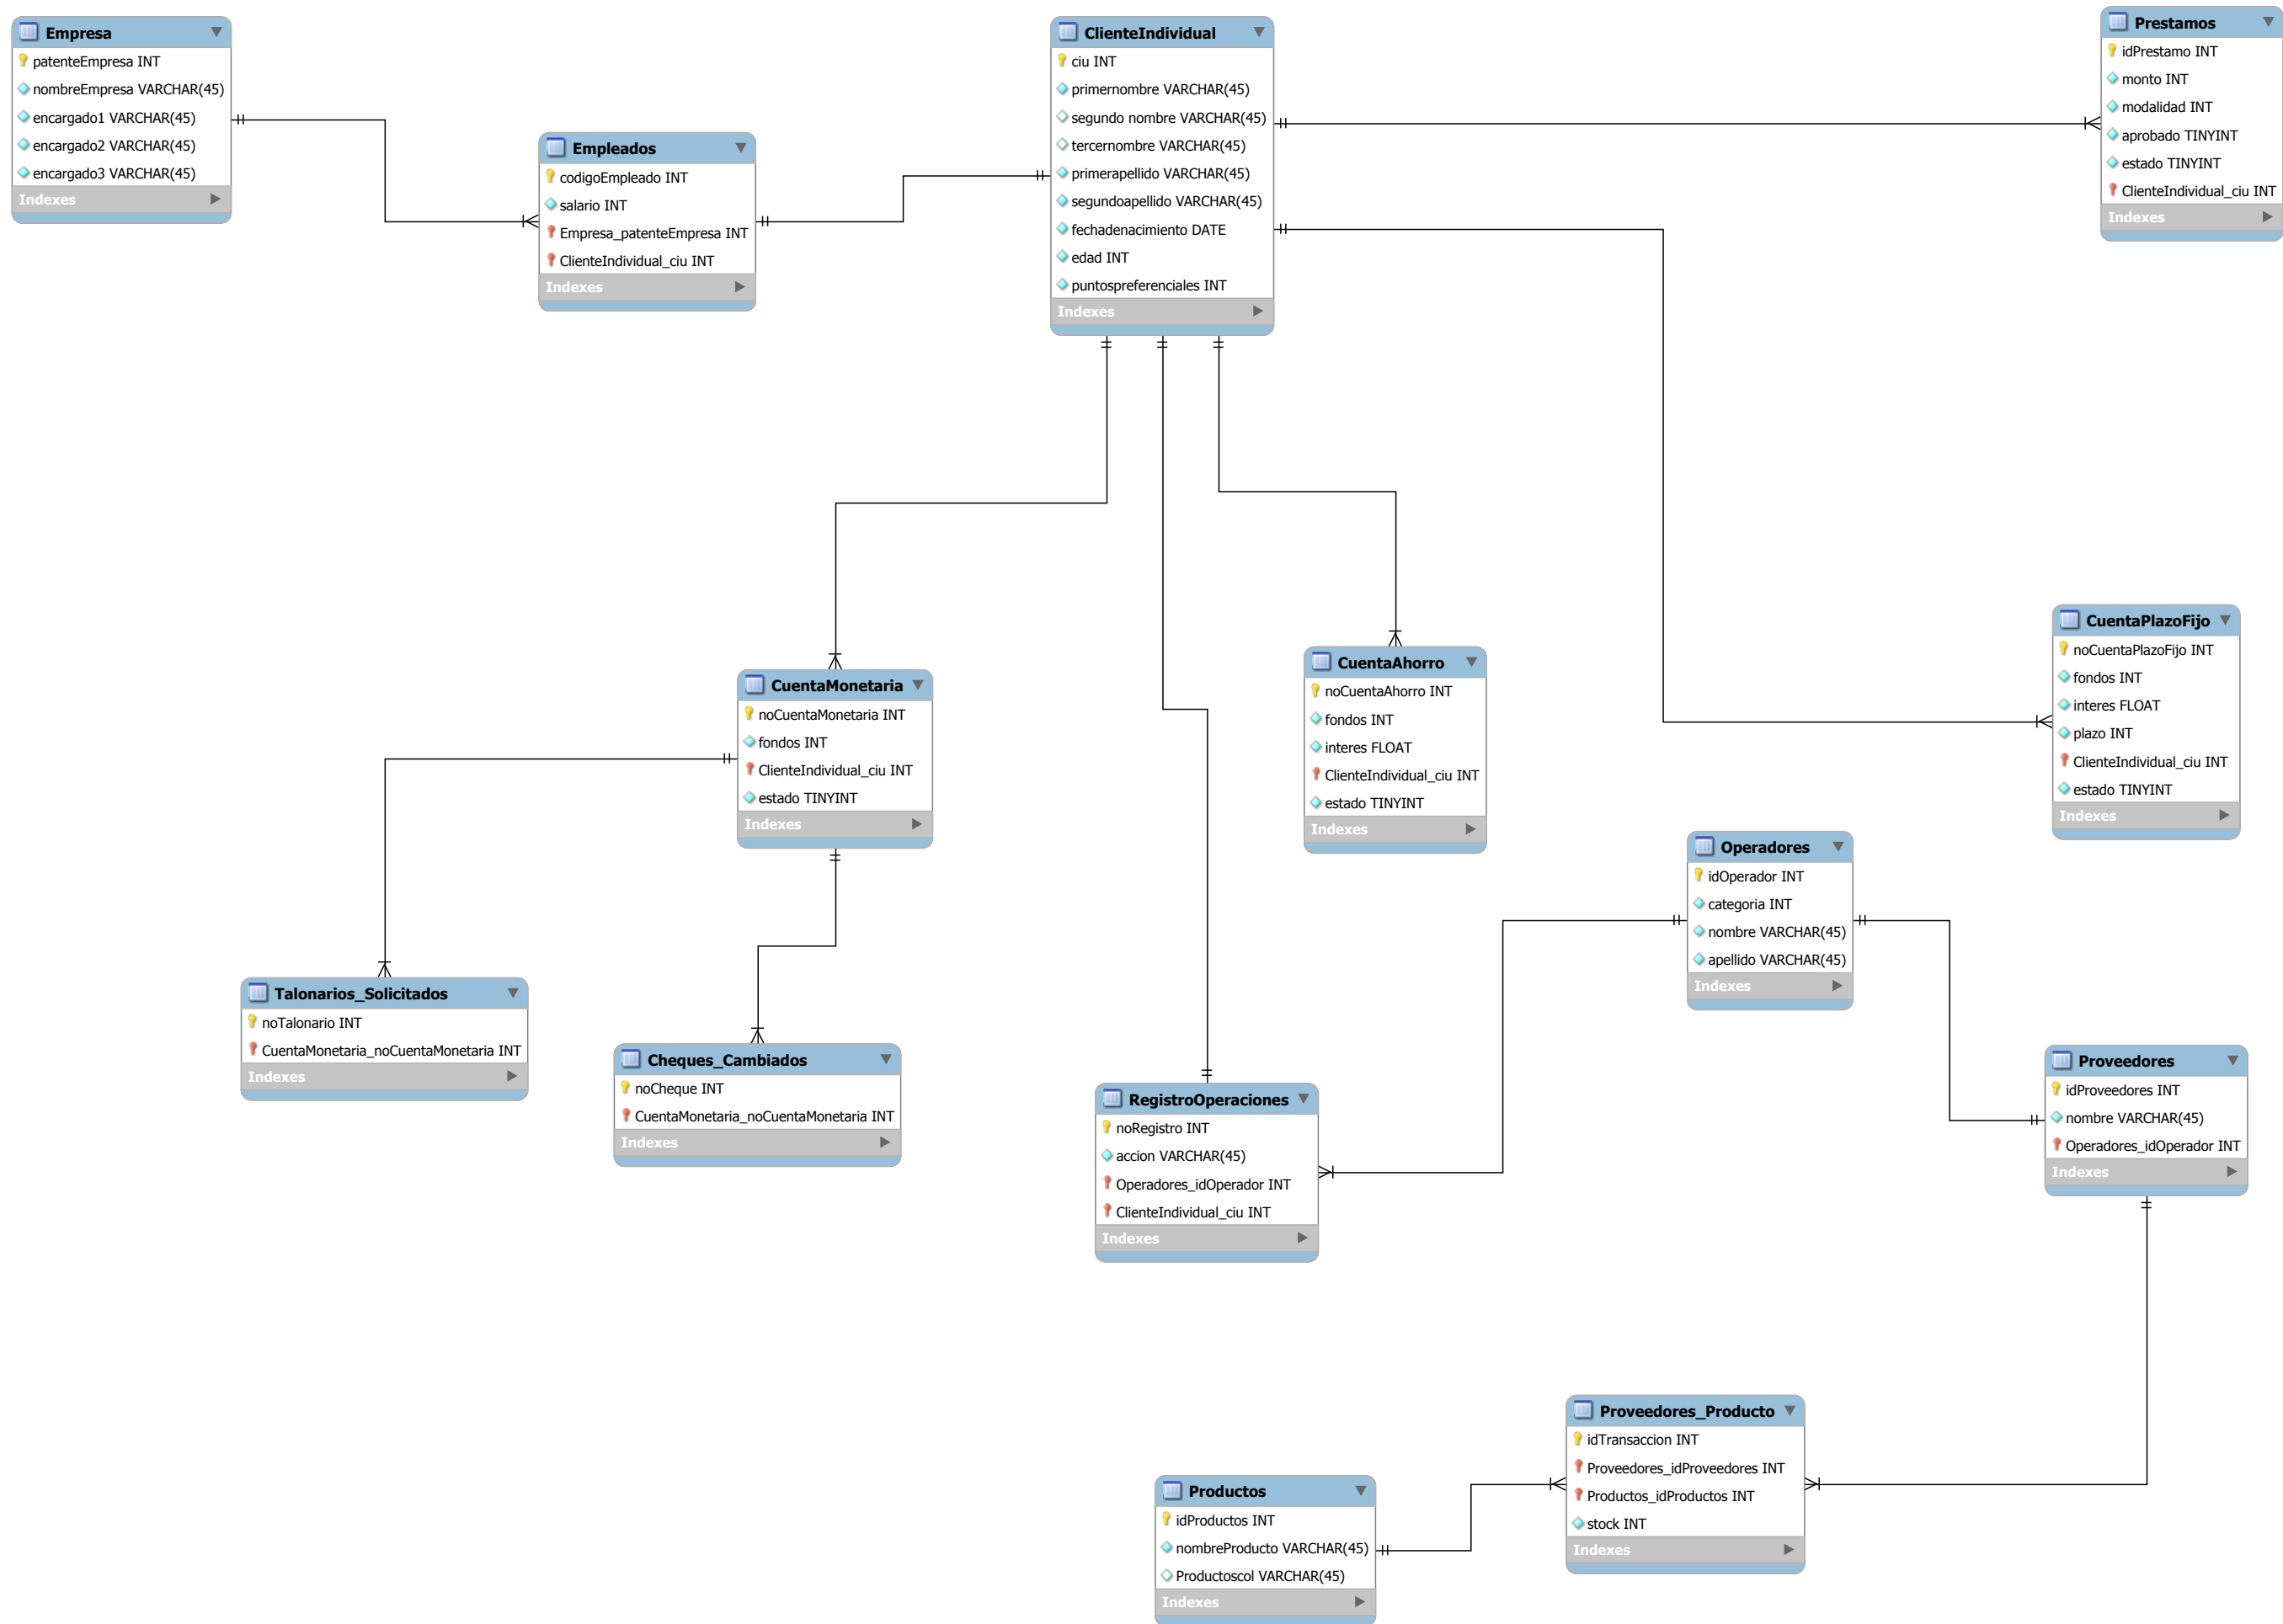 Empresa
patenteEmpresa INT
nombreEmpresa VARCHAR(45)
encargado1 VARCHAR(45)
encargado2 VARCHAR(45)
encargado3 VARCHAR(45)
Indexes
Empleados
codigoEmpleado INT
salario INT
Empresa_patenteEmpresa INT
ClienteIndividual_ciu INT
Indexes
ClienteIndividual
ciu INT
primernombre VARCHAR(45)
segundo nombre VARCHAR(45)
tercernombre VARCHAR(45)
primerapellido VARCHAR(45)
segundoapellido VARCHAR(45)
fechadenacimiento DATE
edad INT
puntospreferenciales INT
Indexes
Prestamos
idPrestamo INT
monto INT
modalidad INT
aprobado TINYINT
estado TINYINT
ClienteIndividual_ciu INT
Indexes
CuentaMonetaria
noCuentaMonetaria INT
fondos INT
ClienteIndividual_ciu INT
estado TINYINT
Indexes
CuentaAhorro
noCuentaAhorro INT
fondos INT
interes FLOAT
ClienteIndividual_ciu INT
estado TINYINT
Indexes
CuentaPlazoFijo
noCuentaPlazoFijo INT
fondos INT
interes FLOAT
plazo INT
ClienteIndividual_ciu INT
estado TINYINT
Indexes
Operadores
idOperador INT
categoria INT
nombre VARCHAR(45)
apellido VARCHAR(45)
Indexes
Talonarios_Solicitados
noTalonario INT
CuentaMonetaria_noCuentaMonetaria INT
Indexes
Cheques_Cambiados
noCheque INT
CuentaMonetaria_noCuentaMonetaria INT
Indexes
RegistroOperaciones
noRegistro INT
accion VARCHAR(45)
Operadores_idOperador INT
ClienteIndividual_ciu INT
Indexes
Proveedores
idProveedores INT
nombre VARCHAR(45)
Operadores_idOperador INT
Indexes
Proveedores_Producto
idTransaccion INT
Proveedores_idProveedores INT
Productos_idProductos INT
stock INT
Indexes
Productos
idProductos INT
nombreProducto VARCHAR(45)
Productoscol VARCHAR(45)
Indexes